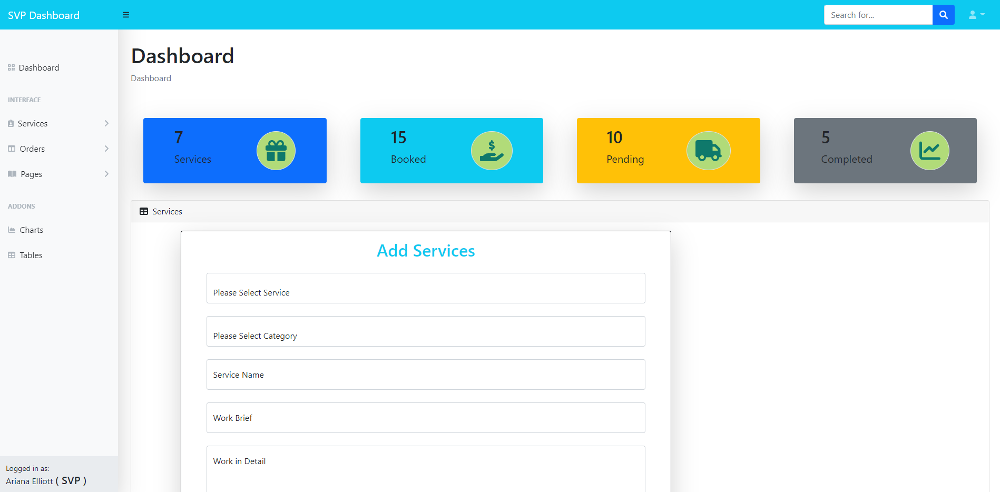 SVP Dashboard
Search for...
Dashboard
INTERFACE
Services
Orders
Pages
ADDONS
Charts
Tables
Logged in as:
Ariana Elliott ( SVP )
Dashboard
Dashboard
7
Services
15
Booked
10
Pending
5
Completed
Services
Add Services
Please Select Service
Please Select Category
Service Name
Work Brief
Work in Detail